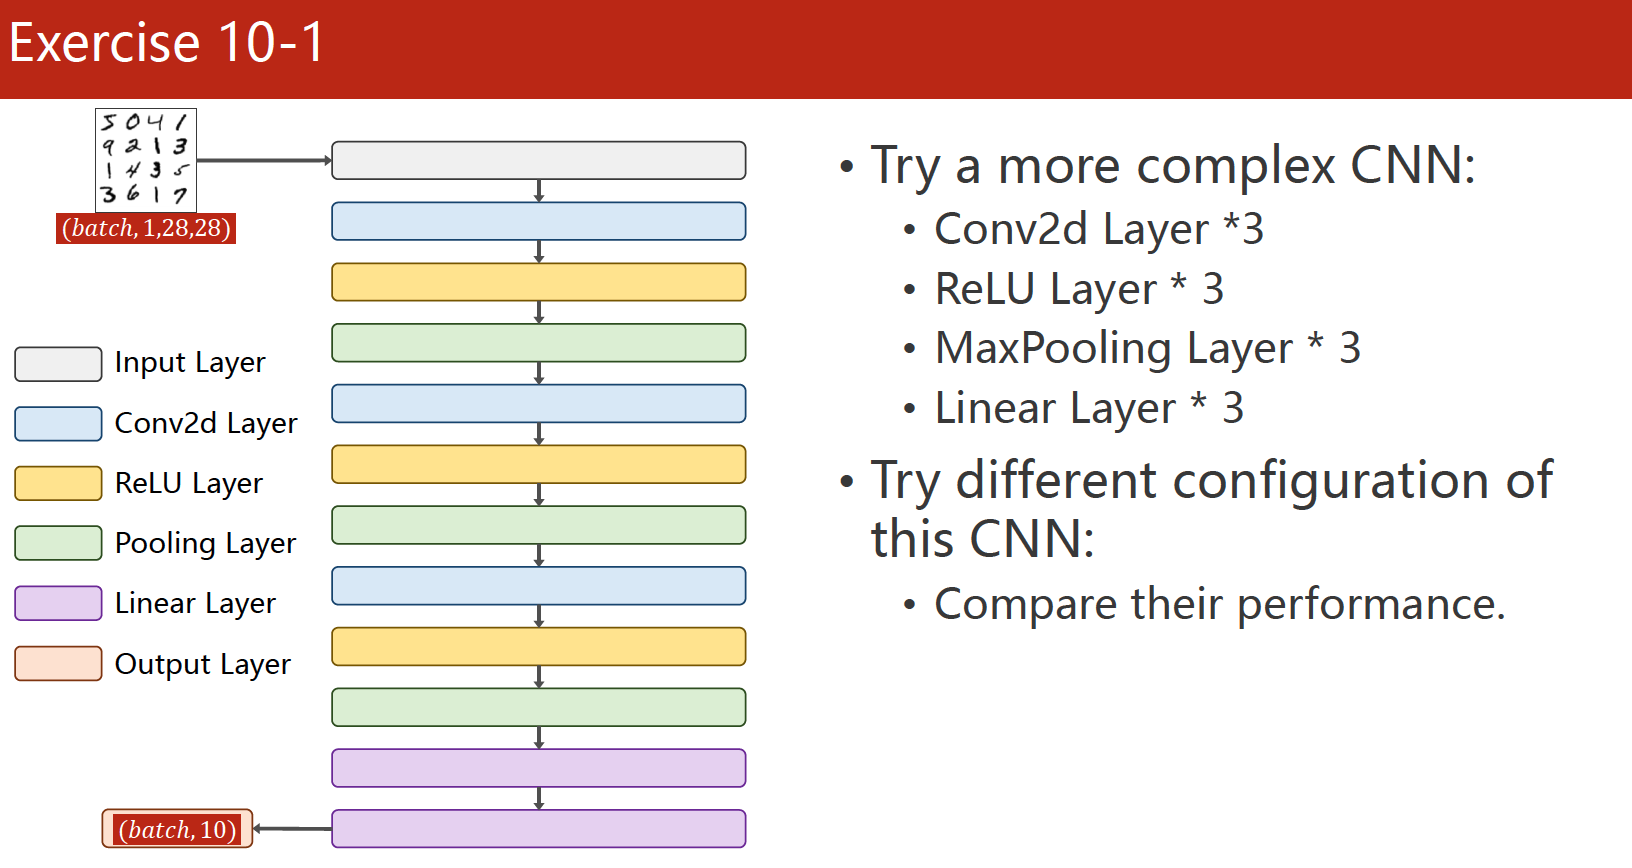 Exercise 10-1
5 0 4 1
9 2 1 3
1 4 3 5
3 6 1 7
(batch, 1,28,28)
Input Layer
Conv2d Layer
ReLU Layer
Pooling Layer
Linear Layer
Output Layer
(batch, 10)
• Try a more complex CNN:
• Conv2d Layer *3
• ReLU Layer * 3
• MaxPooling Layer * 3
• Linear Layer * 3
• Try different configuration of
this CNN:
• Compare their performance.